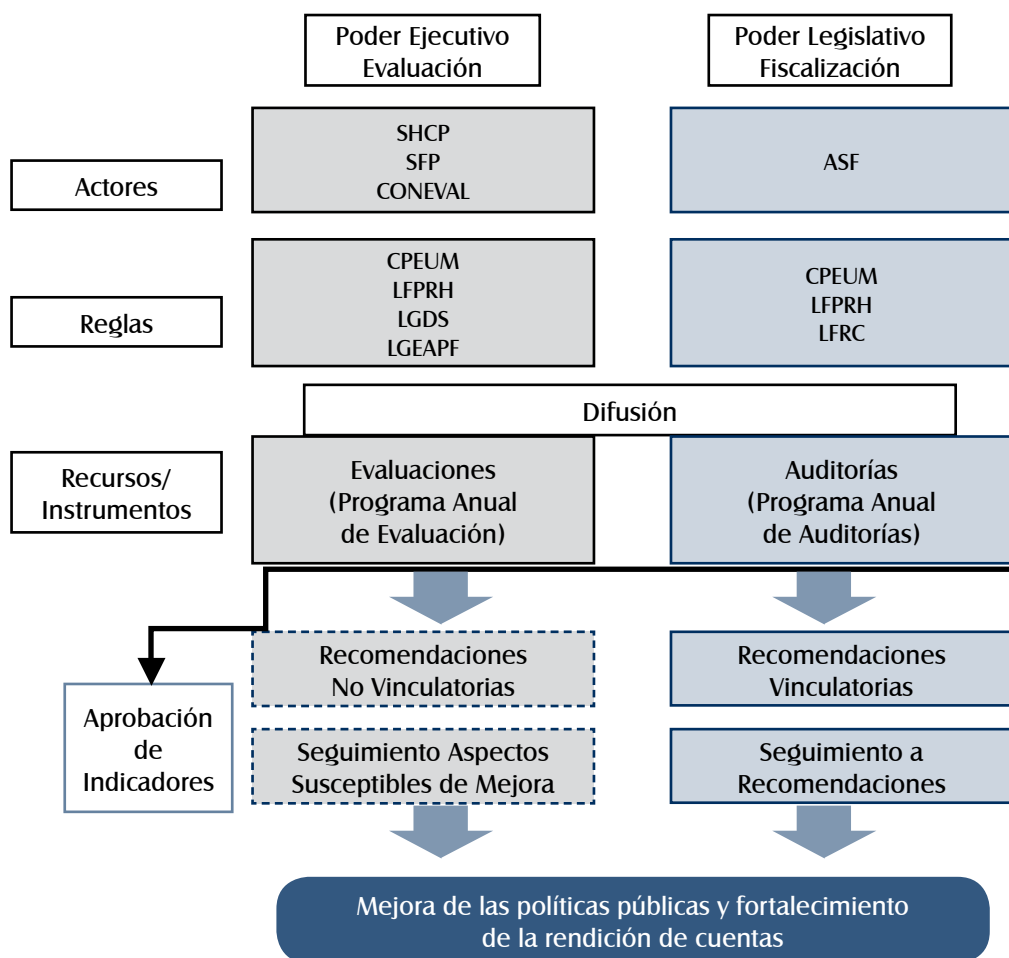 Poder Ejecutivo
Evaluación
Poder Legislativo
Fiscalización
Actores
SHCP
SFP
CONEVAL
ASF
Reglas
CPEUM
LFPRH
LGDS
LGEAPF
CPEUM
LFPRH
LFRC
Difusión
Recursos/
Instrumentos
Evaluaciones
(Programa Anual
de Evaluación)
Auditorías
(Programa Anual
de Auditorías)
Recomendaciones
No Vinculatorias
Recomendaciones
Vinculatorias
Aprobación
de
Indicadores
Seguimiento Aspectos
Susceptibles de Mejora
Seguimiento a
Recomendaciones
Mejora de las políticas públicas y fortalecimiento
de la rendición de cuentas